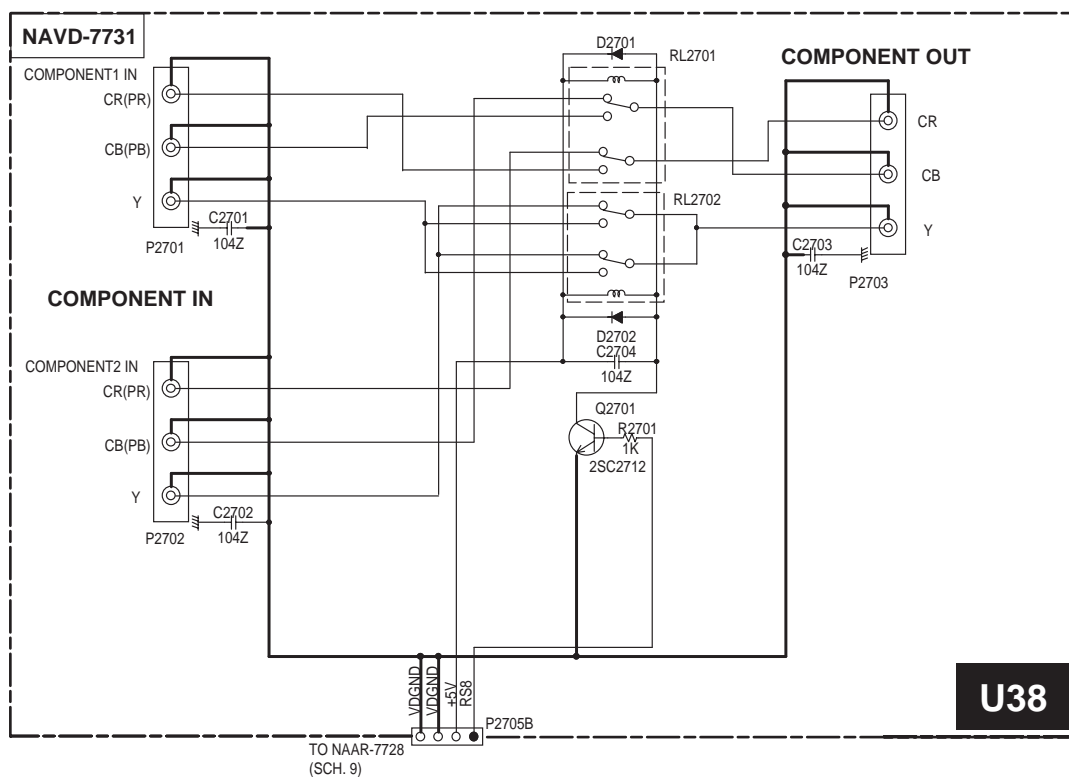 NAVD-7731
COMPONENT1 IN
CR(PR)
CB(PB)
Y
C2701
104Z
P2701
COMPONENT IN
COMPONENT2 IN
CR(PR)
CB(PB)
Y
C2702
104Z
P2702
D2701
RL2701
RL2702
D2702
C2704
104Z
Q2701
R2701
1K
2SC2712
COMPONENT OUT
CR
CB
Y
C2703
104Z
P2703
VDGND
VDGND
+5V
RS8
P2705B
TO NAAR-7728
(SCH. 9)
U38